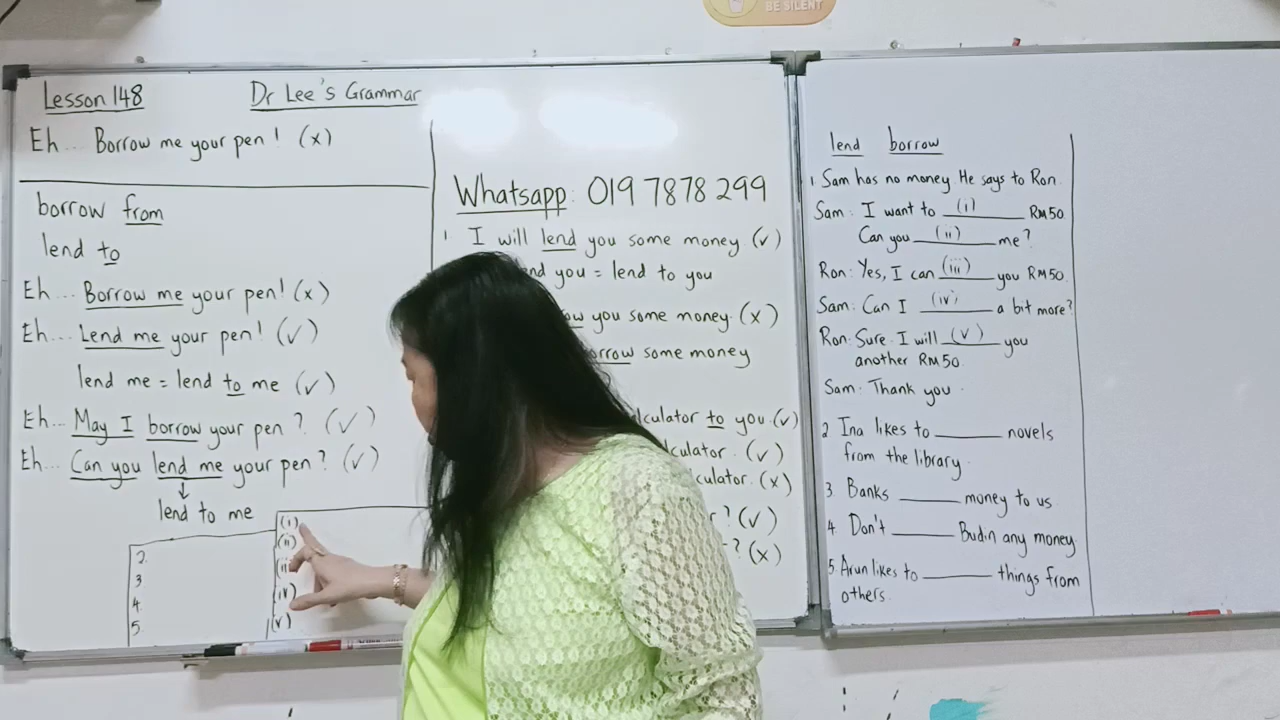 BE SILENT
Lesson 148 Dr Lee's Grammar
Eh... Borrow me your pen! (x)
borrow from
lend to
Eh... Borrow me your pen! (x)
Eh... Lend me your pen! (✓)
lend me = lend to me (✓)
Eh... May I borrow your pen? (✓)
Eh... Can you lend me your pen? (✓)
↓
lend to me
2.
3
4.
5.
(i)
(ii)
(iv)
(v)
Whatsapp: 019 7878 299
1 I will lend you some money (✓)
you = lend to you
you some money. (x)
some money
to you. (✓)
(✓)
(x)
? (✓)
? (x)
lend borrow
1 Sam has no money. He says to Ron.
Sam: I want to (i) RM50.
Can you (ii) me?
Ron: Yes, I can (iii) you RM50.
Sam: Can I (iv) a bit more?
Ron: Sure. I will (v) you
another RM50.
Sam: Thank you.
2 Ina likes to ______ novels
from the library.
3 Banks ______ money to us
4 Don't ______ Budin any money
5. Arun likes to ______ things from
others.